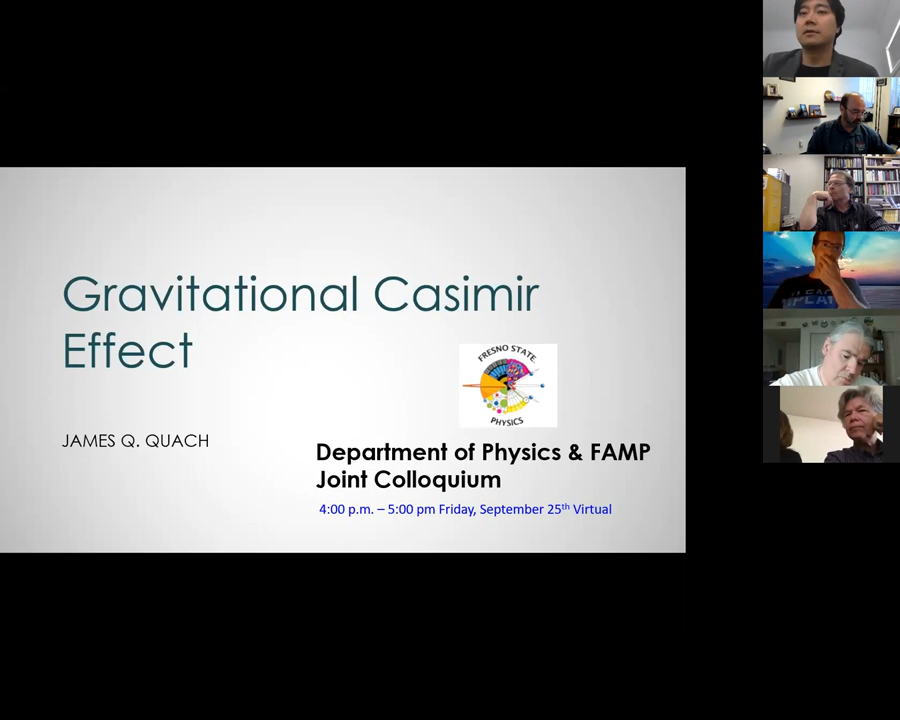 Gravitational Casimir
Effect
FRESNO STATE
PHYSICS
JAMES Q. QUACH
Department of Physics & FAMP
Joint Colloquium
4:00 p.m. – 5:00 pm Friday, September 25th Virtual